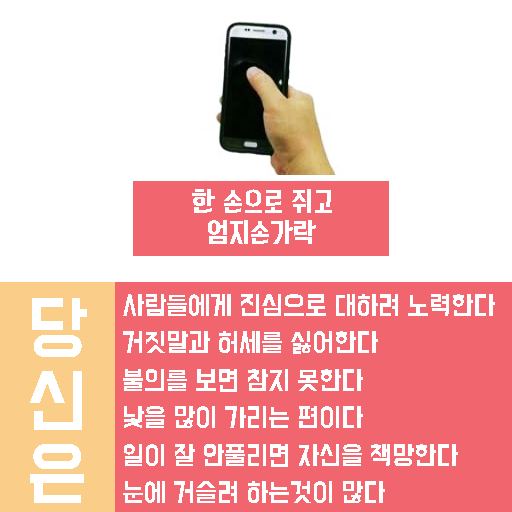 한 손으로 쥐고
엄지손가락
당신은
사람들에게 진심으로 대하려 노력한다
거짓말과 허세를 싫어한다
불의를 보면 참지 못한다
낯을 많이 가리는 편이다
일이 잘 안풀리면 자신을 책망한다
눈에 거슬려 하는것이 많다